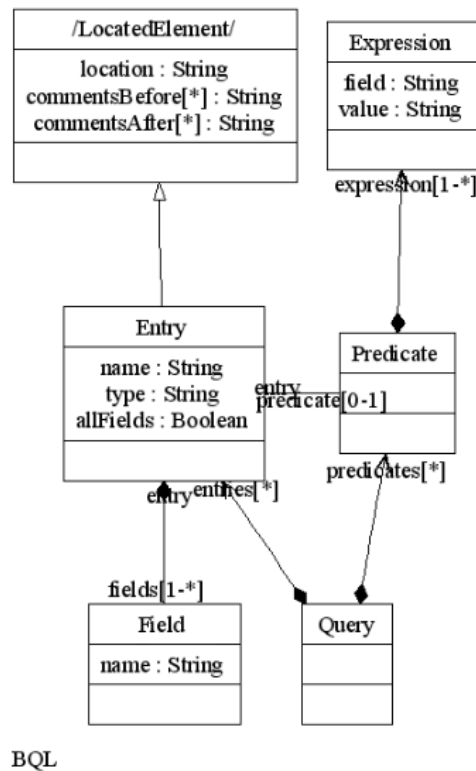 /LocatedElement/
location : String
commentsBefore[*] : String
commentsAfter[*] : String
Expression
field : String
value : String
expression[1-*]
Entry
name : String
type : String
allFields : Boolean
Predicate
entry
predicate[0-1]
predicates[*]
entry
entires[*]
fields[1-*]
Field
name : String
Query
BQL